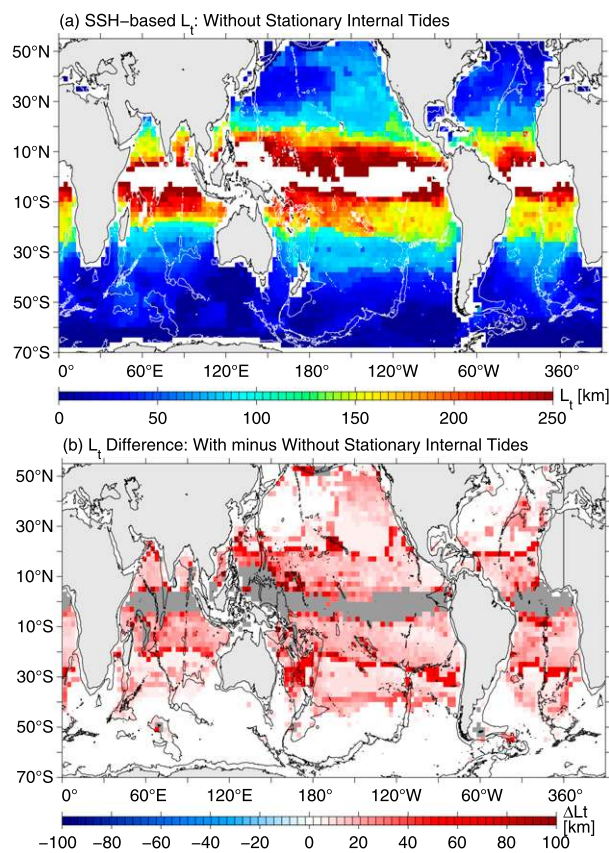 (a) SSH−based Lt: Without Stationary Internal Tides
50°N
30°N
10°N
10°S
30°S
50°S
70°S
0° 60°E 120°E 180° 120°W 60°W 360°
0 50 100 150 200 250
Lt [km]
(b) Lt Difference: With minus Without Stationary Internal Tides
50°N
30°N
10°N
10°S
30°S
50°S
70°S
0° 60°E 120°E 180° 120°W 60°W 360°
ΔLt
[km]
−100 −80 −60 −40 −20 0 20 40 60 80 100